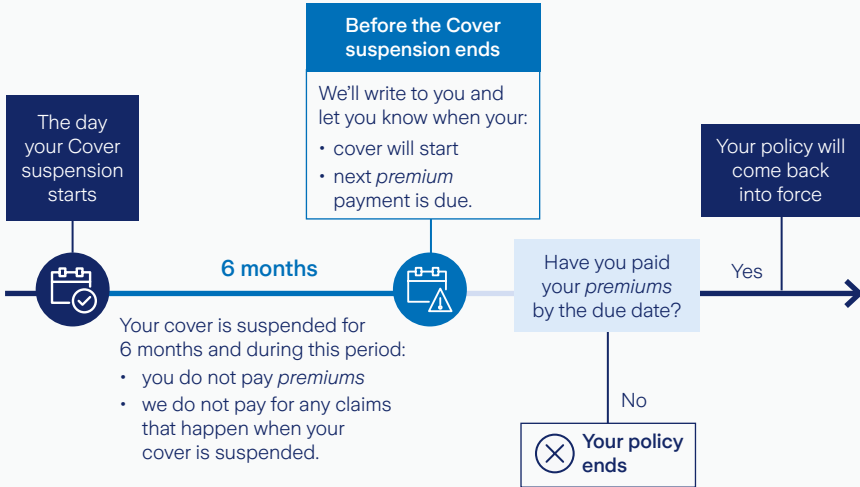 The day
your Cover
suspension
starts
6 months
Your cover is suspended for
6 months and during this period:
• you do not pay premiums
• we do not pay for any claims
that happen when your
cover is suspended.
Before the Cover
suspension ends
We'll write to you and
let you know when your:
• cover will start
• next premium
payment is due.
Have you paid
your premiums
by the due date?
Yes
Your policy will
come back
into force
No
Your policy
ends